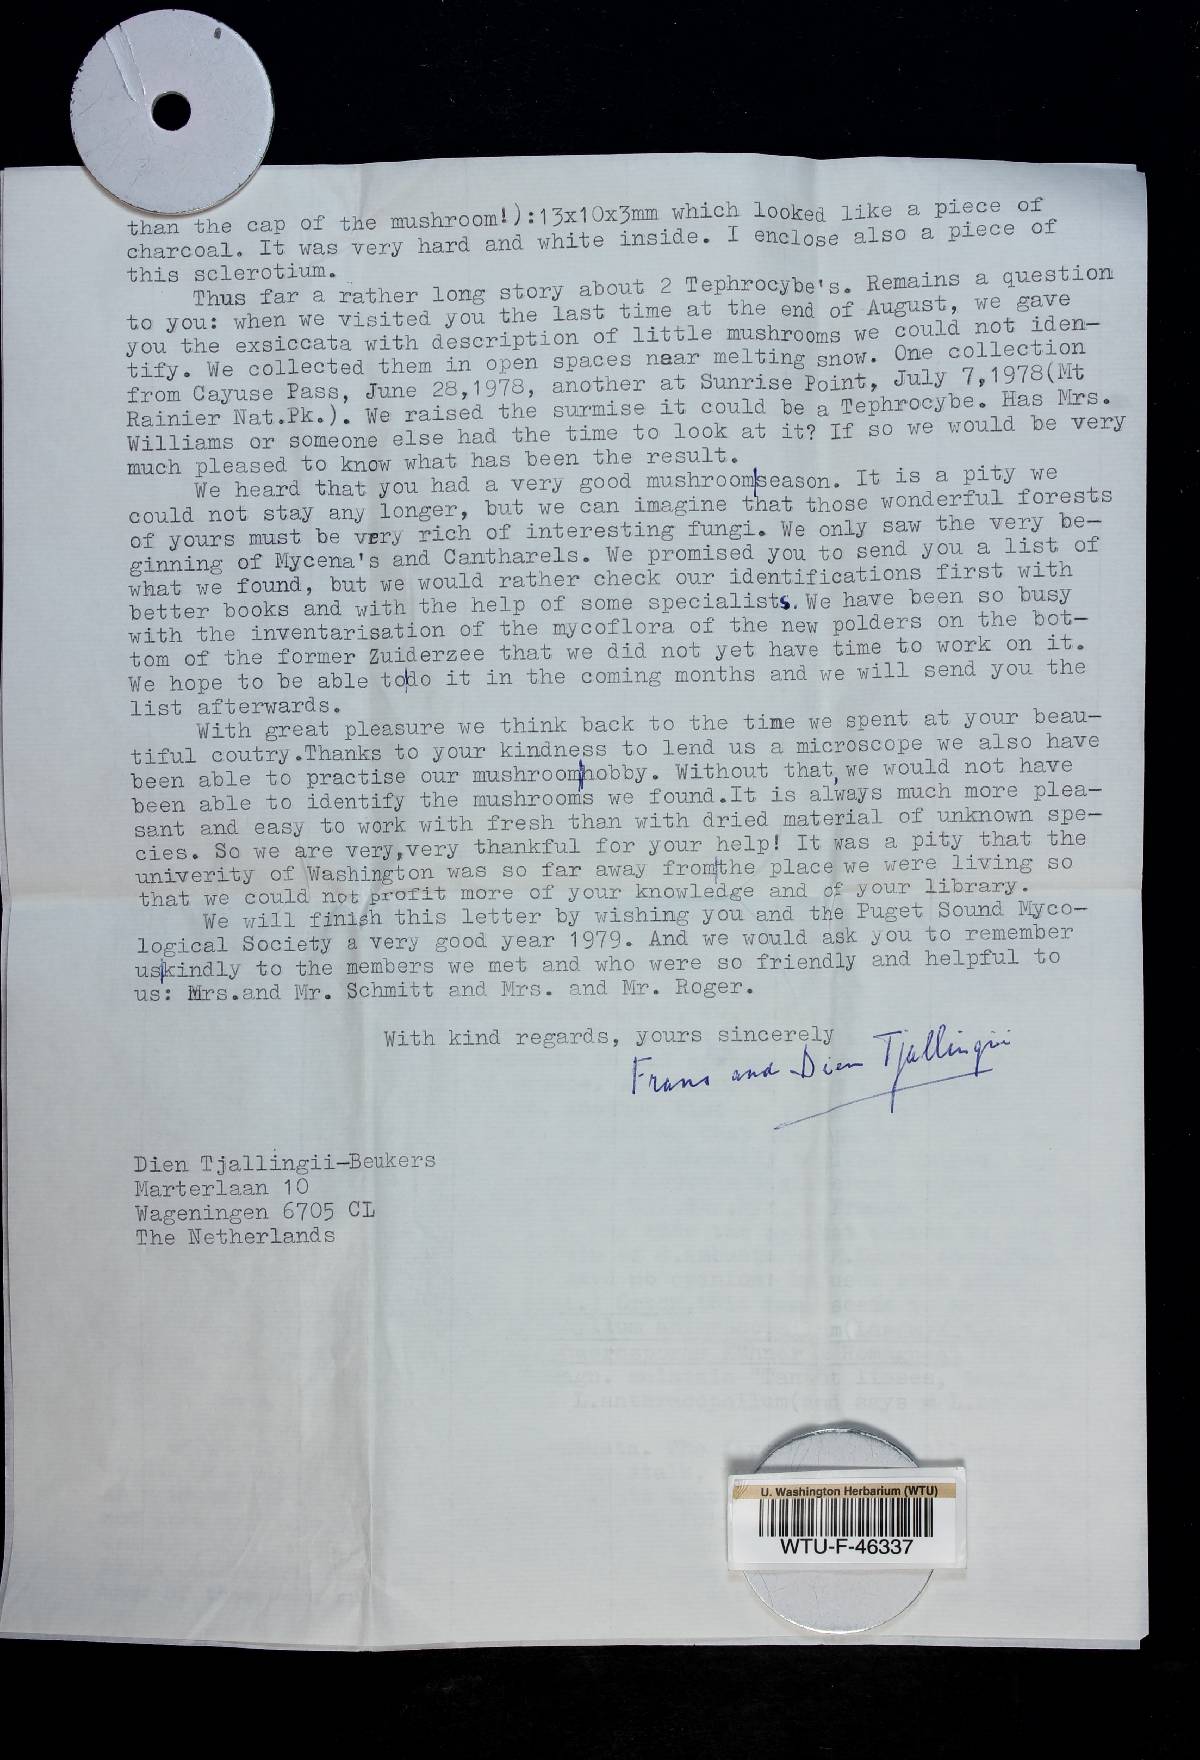 than the cap of the mushroom!):13x10x3mm which looked like a piece of
charcoal. It was very hard and white inside. I enclose also a piece of
this sclerotium.
Thus far a rather long story about 2 Tephrocybe's. Remains a question
to you: when we visited you the last time at the end of August, we gave
you the exsiccata with description of little mushrooms we could not iden-
tify. We collected them in open spaces near melting snow. One collection
from Cayuse Pass, June 28,1978, another at Sunrise Point, July 7,1978(Mt
Rainier Nat.Pk.). We raised the surmise it could be a Tephrocybe. Has Mrs.
Williams or someone else had the time to look at it? If so we would be very
much pleased to know what has been the result.
We heard that you had a very good mushroom|season. It is a pity we
could not stay any longer, but we can imagine that those wonderful forests
of yours must be very rich of interesting fungi. We only saw the very be-
ginning of Mycena's and Cantharels. We promised you to send you a list of
what we found, but we would rather check our identifications first with
better books and with the help of some specialists. We have been so busy
with the inventarisation of the mycoflora of the new polders on the bot-
tom of the former Zuiderzee that we did not yet have time to work on it.
We hope to be able to|do it in the coming months and we will send you the
list afterwards.
With great pleasure we think back to the time we spent at your beau-
tiful coutry.Thanks to your kindness to lend us a microscope we also have
been able to practise our mushroom|hobby. Without that, we would not have
been able to identify the mushrooms we found.It is always much more plea-
sant and easy to work with fresh than with dried material of unknown spe-
cies. So we are very,very thankful for your help! It was a pity that the
univerity of Washington was so far away from|the place we were living so
that we could not profit more of your knowledge and of your library.
We will finish this letter by wishing you and the Puget Sound Myco-
logical Society a very good year 1979. And we would ask you to remember
us|kindly to the members we met and who were so friendly and helpful to
us: Mrs.and Mr. Schmitt and Mrs. and Mr. Roger.
With kind regards, yours sincerely
Frans and Dien Tjallingii
Dien Tjallingii-Beukers
Marterlaan 10
Wageningen 6705 CL
The Netherlands
U. Washington Herbarium (WTU)
WTU-F-46337